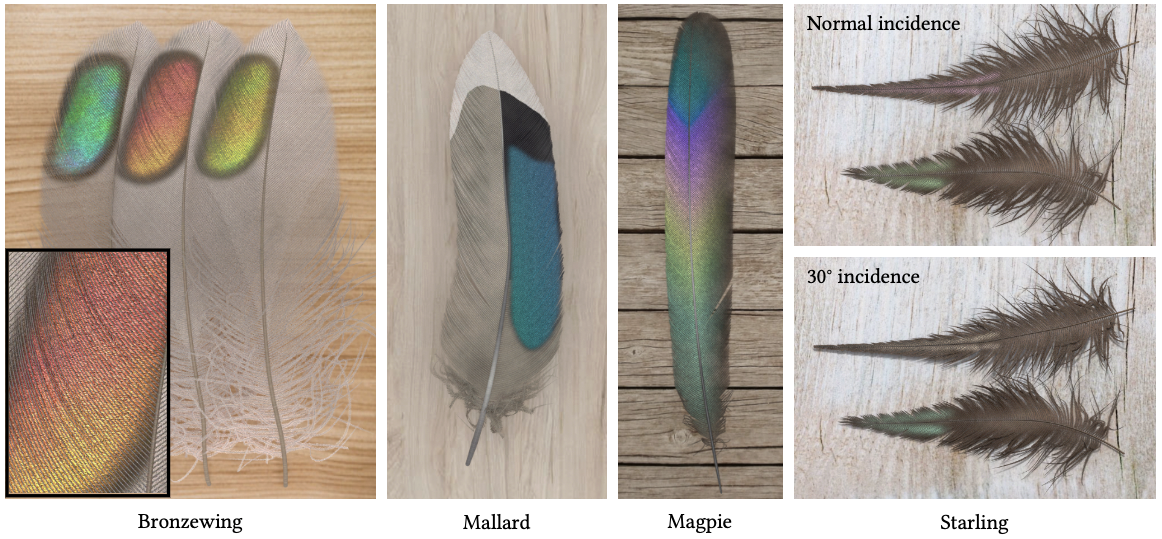 Normal incidence
30° incidence
Bronzewing
Mallard
Magpie
Starling